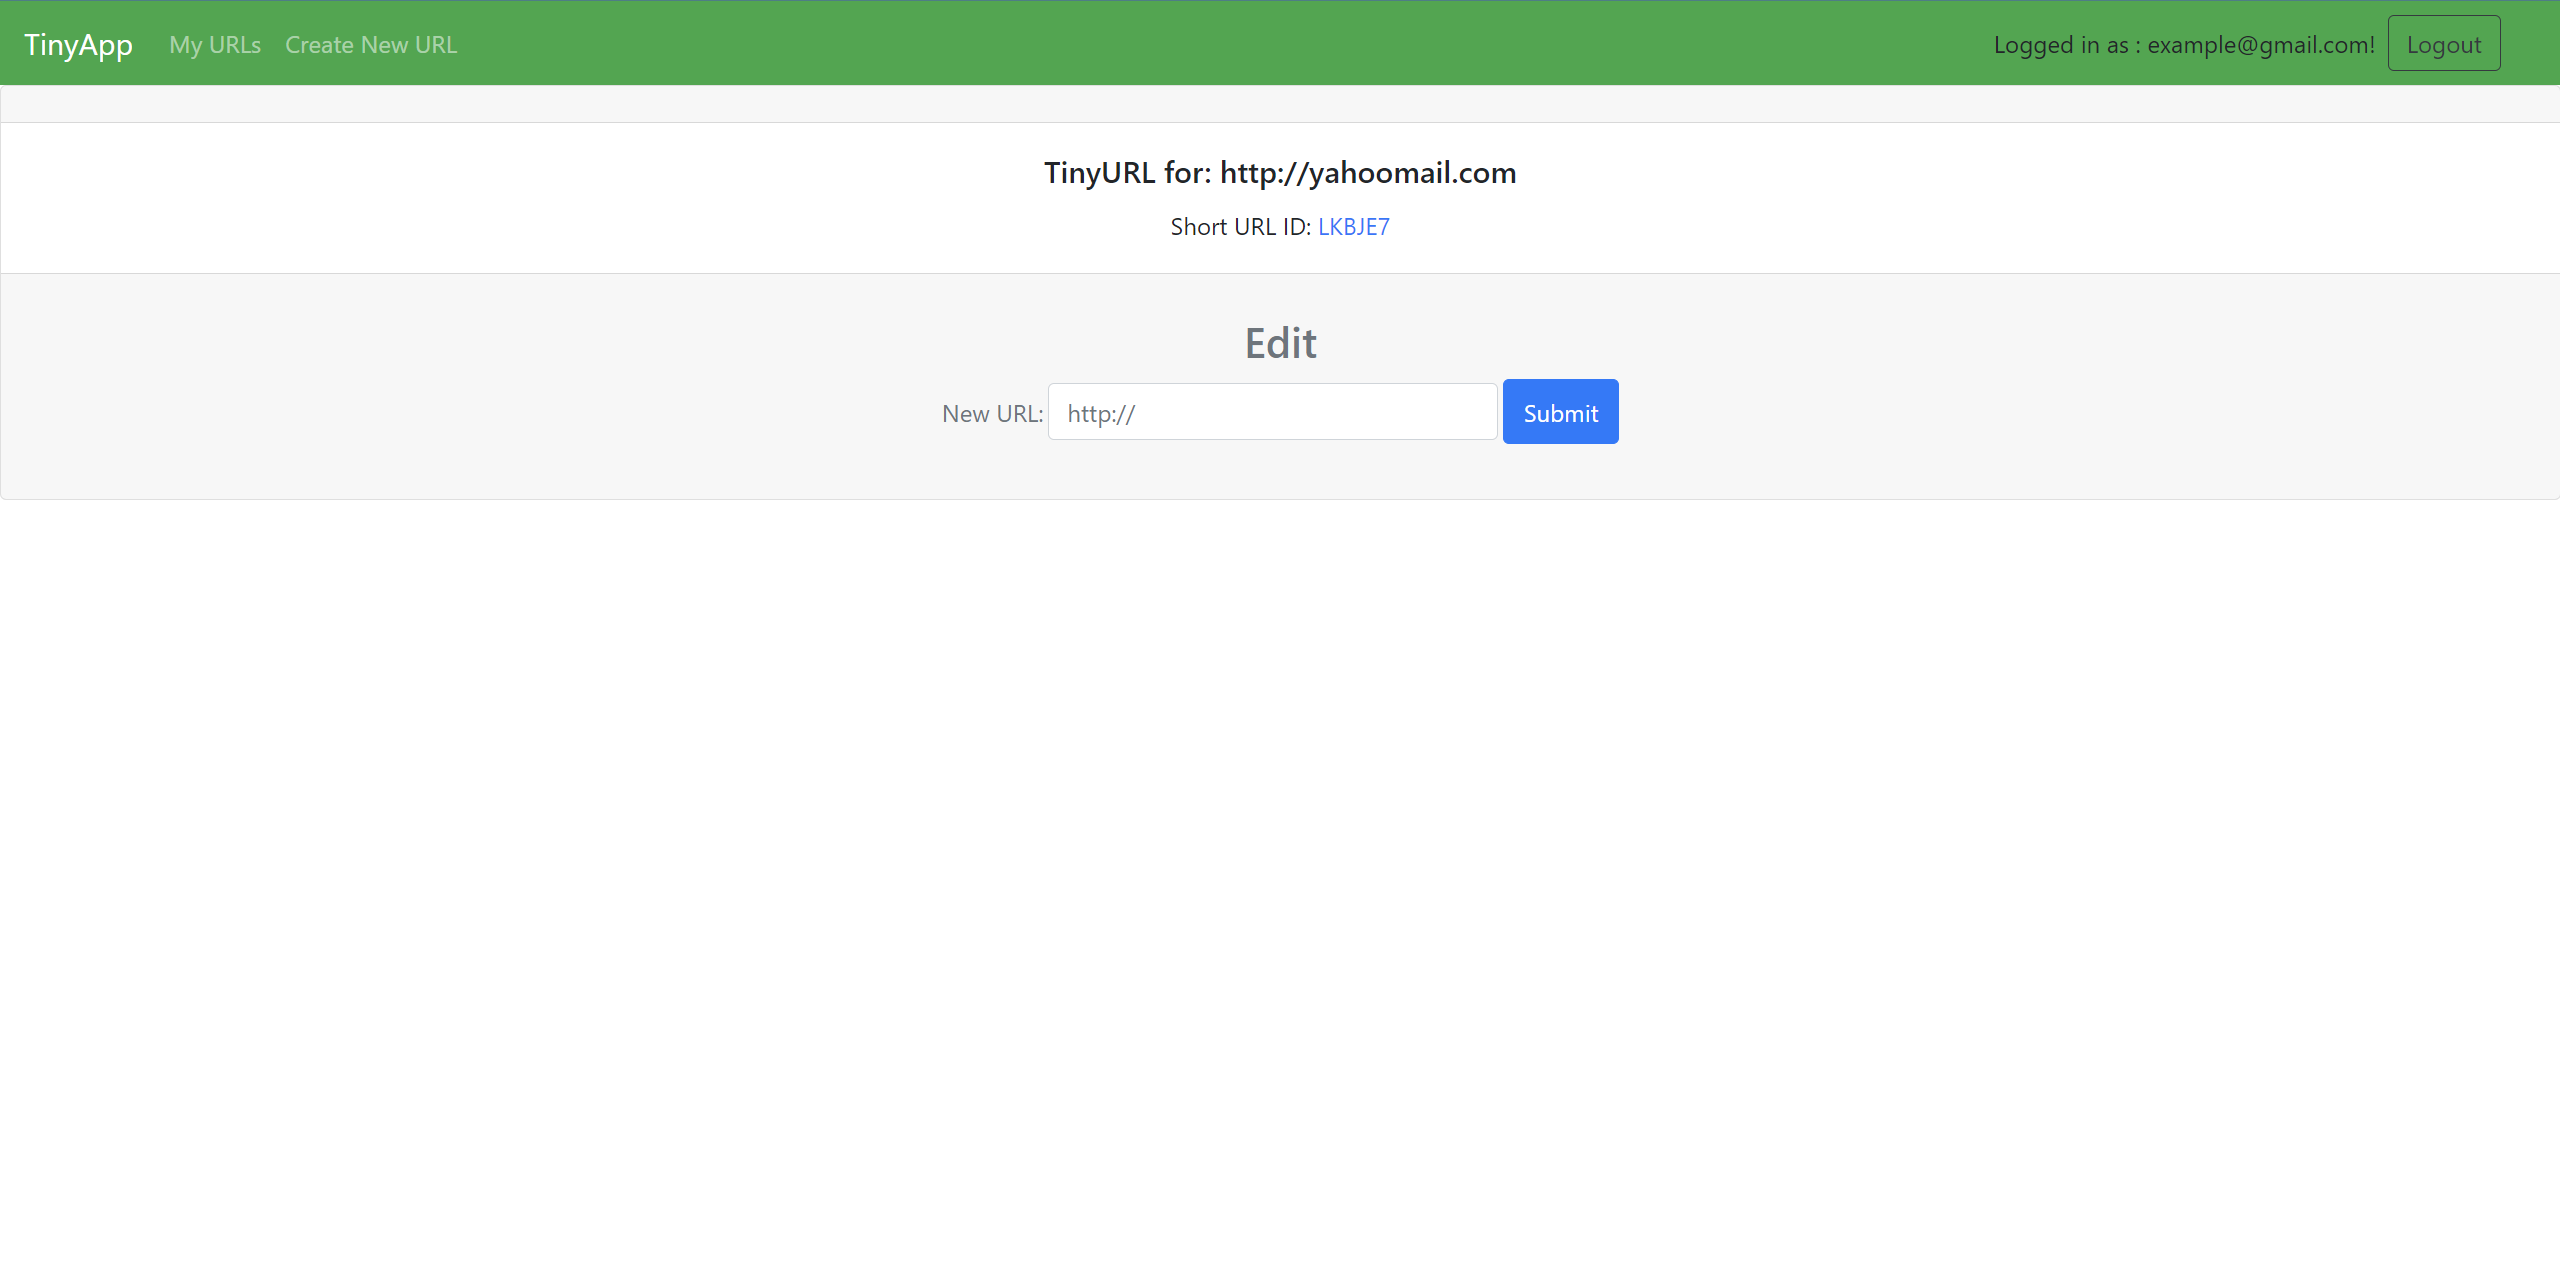 TinyApp My URLs Create New URL Logged in as : example@gmail.com! Logout
TinyURL for: http://yahoomail.com
Short URL ID: LKBJE7
Edit
New URL: http:// Submit